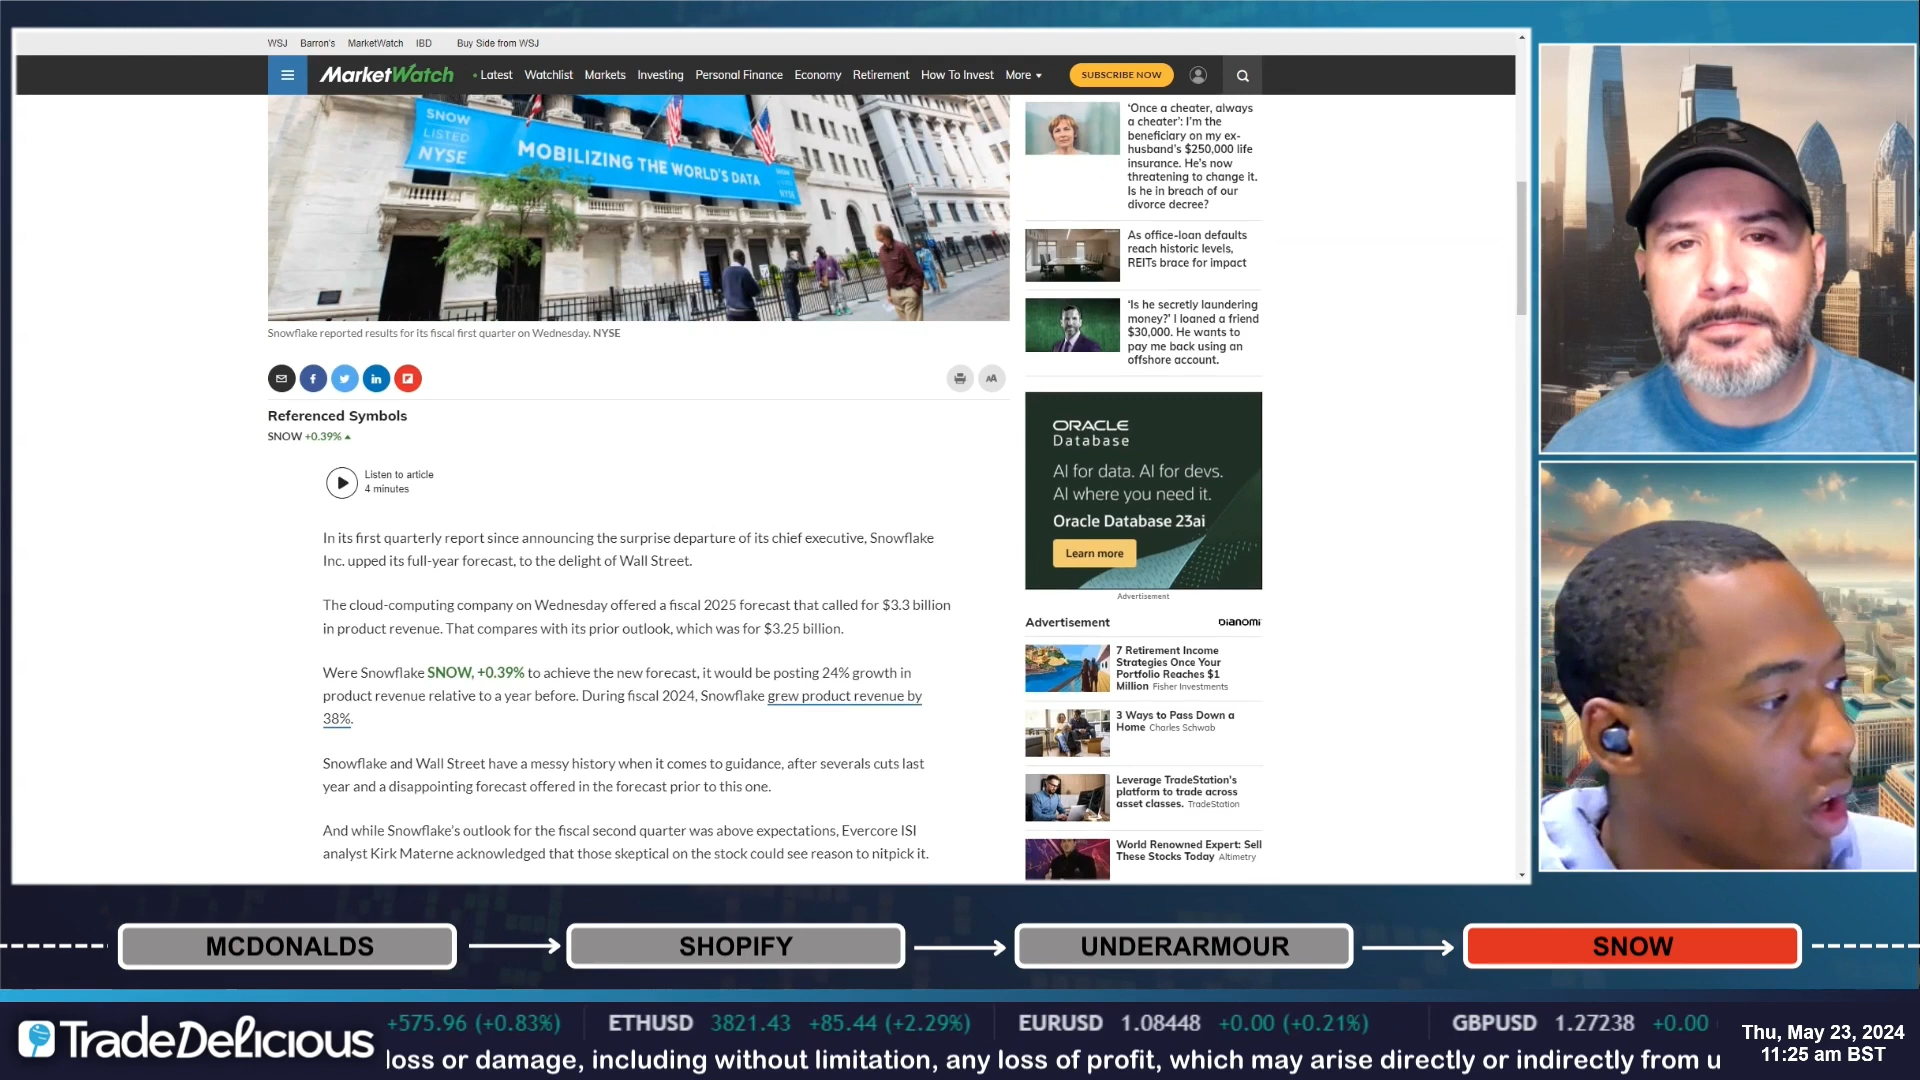 WSJ Barron's MarketWatch IBD Buy Side from WSJ
MarketWatch
Latest Watchlist Markets Investing Personal Finance Economy Retirement How To Invest More
SUBSCRIBE NOW
SNOW
LISTED
NYSE
MOBILIZING THE WORLD'S DATA
SNOW
NYSE
Snowflake reported results for its fiscal first quarter on Wednesday. NYSE
AA
Referenced Symbols
SNOW +0.39%
Listen to article
4 minutes
In its first quarterly report since announcing the surprise departure of its chief executive, Snowflake
Inc. upped its full-year forecast, to the delight of Wall Street.
The cloud-computing company on Wednesday offered a fiscal 2025 forecast that called for $3.3 billion
in product revenue. That compares with its prior outlook, which was for $3.25 billion.
Were Snowflake SNOW, +0.39% to achieve the new forecast, it would be posting 24% growth in
product revenue relative to a year before. During fiscal 2024, Snowflake grew product revenue by
38%.
Snowflake and Wall Street have a messy history when it comes to guidance, after severals cuts last
year and a disappointing forecast offered in the forecast prior to this one.
And while Snowflake's outlook for the fiscal second quarter was above expectations, Evercore ISI
analyst Kirk Materne acknowledged that those skeptical on the stock could see reason to nitpick it.
‘Once a cheater, always
a cheater’: I’m the
beneficiary on my ex-
husband’s $250,000 life
insurance. He’s now
threatening to change it.
Is he in breach of our
divorce decree?
As office-loan defaults
reach historic levels,
REITs brace for impact
‘Is he secretly laundering
money?’ I loaned a friend
$30,000. He wants to
pay me back using an
offshore account.
ORACLE
Database
AI for data. AI for devs.
AI where you need it.
Oracle Database 23ai
Learn more
Advertisement
Advertisement bianomi
7 Retirement Income
Strategies Once Your
Portfolio Reaches $1
Million Fisher Investments
3 Ways to Pass Down a
Home Charles Schwab
Leverage TradeStation's
platform to trade across
asset classes. TradeStation
World Renowned Expert: Sell
These Stocks Today Altimetry
MCDONALDS
SHOPIFY
UNDERARMOUR
SNOW
TradeDelicious
+575.96 (+0.83%) ETHUSD 3821.43 +85.44 (+2.29%) EURUSD 1.08448 +0.00 (+0.21%) GBPUSD 1.27238 +0.00
loss or damage, including without limitation, any loss of profit, which may arise directly or indirectly from u
Thu, May 23, 2024
11:25 am BST